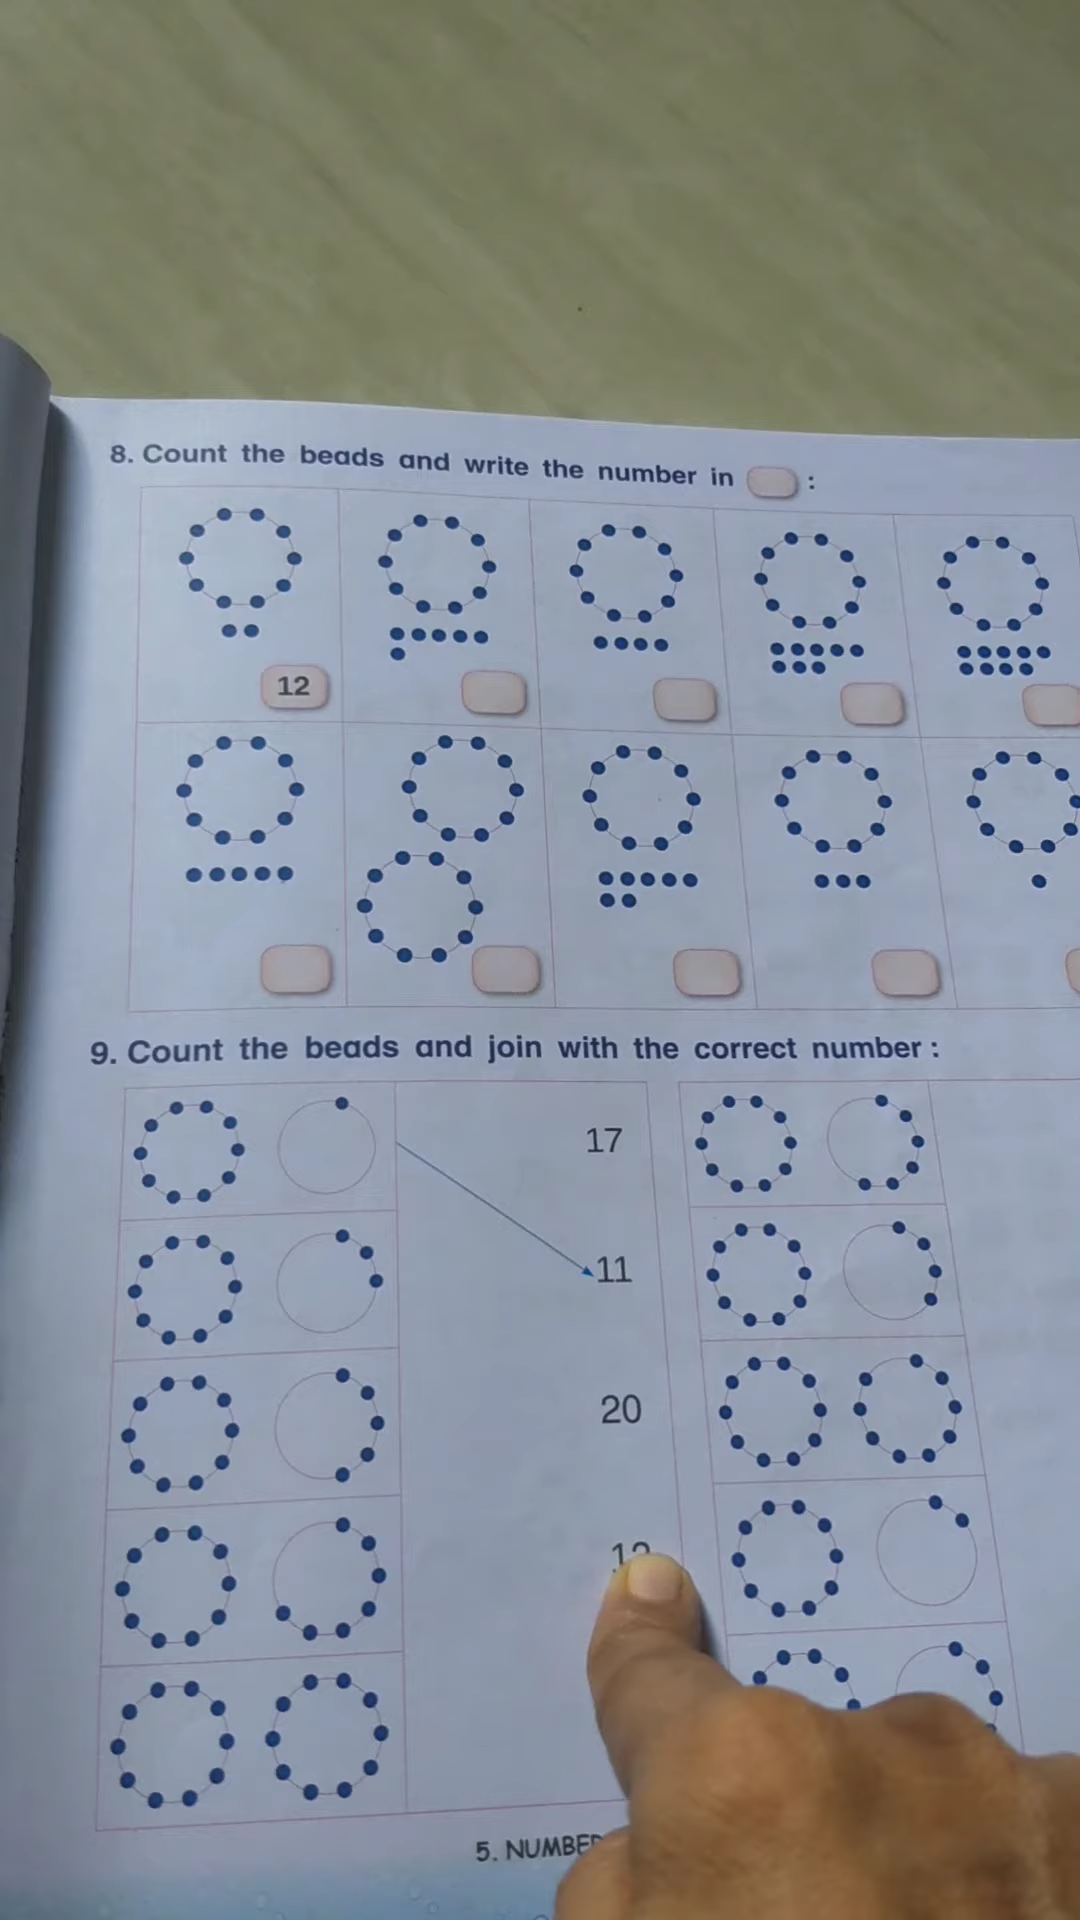 8. Count the beads and write the number in :
12
9. Count the beads and join with the correct number :
17
11
20
5. NUMBER